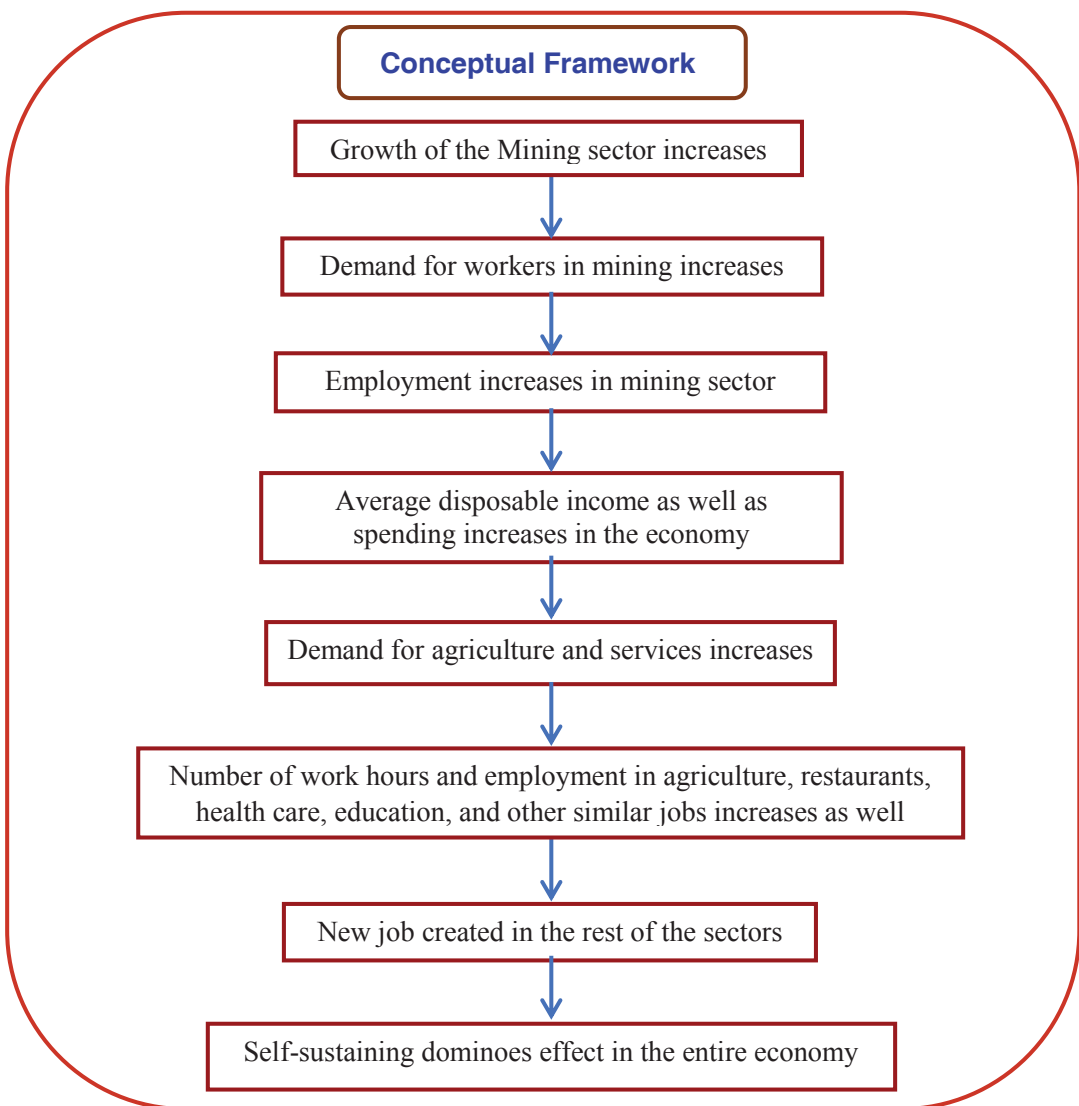 Conceptual Framework
Growth of the Mining sector increases
Demand for workers in mining increases
Employment increases in mining sector
Average disposable income as well as
spending increases in the economy
Demand for agriculture and services increases
Number of work hours and employment in agriculture, restaurants,
health care, education, and other similar jobs increases as well
New job created in the rest of the sectors
Self-sustaining dominoes effect in the entire economy